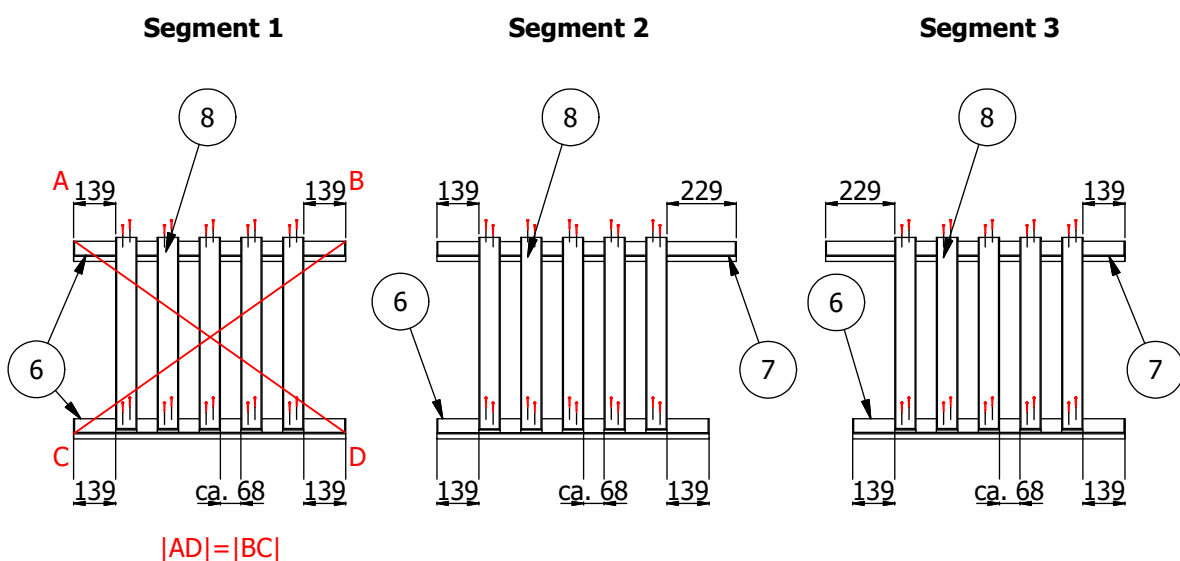 Segment 1 Segment 2 Segment 3
8 8 8
A 139 139 B 139 229 229 139
6 6
6 7 7
C D
139 ca. 68 139 139 ca. 68 139 139 ca. 68 139
|AD|=|BC|